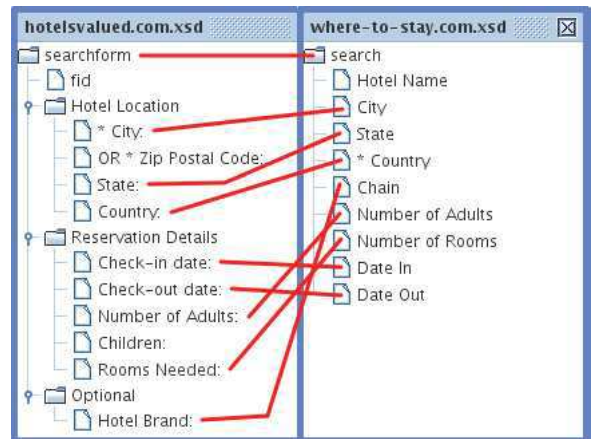 hotelsvalued.com.xsd
searchform
fid
Hotel Location
* City:
OR * Zip Postal Code:
State:
Country:
Reservation Details
Check-in date:
Check-out date:
Number of Adults:
Children:
Rooms Needed:
Optional
Hotel Brand:
where-to-stay.com.xsd
search
Hotel Name
City
State
* Country
Chain
Number of Adults
Number of Rooms
Date In
Date Out